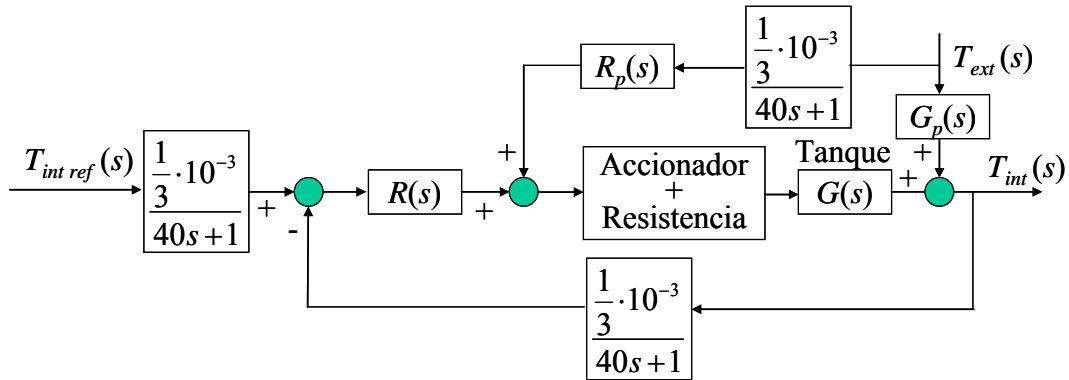 1/3 · 10⁻³
40s + 1
R_p(s)
T_ext(s)
G_p(s)
T_int ref(s)
1/3 · 10⁻³
40s + 1
+
-
R(s)
+
+
Accionador
+
Resistencia
Tanque
G(s)
+
+
T_int(s)
1/3 · 10⁻³
40s + 1